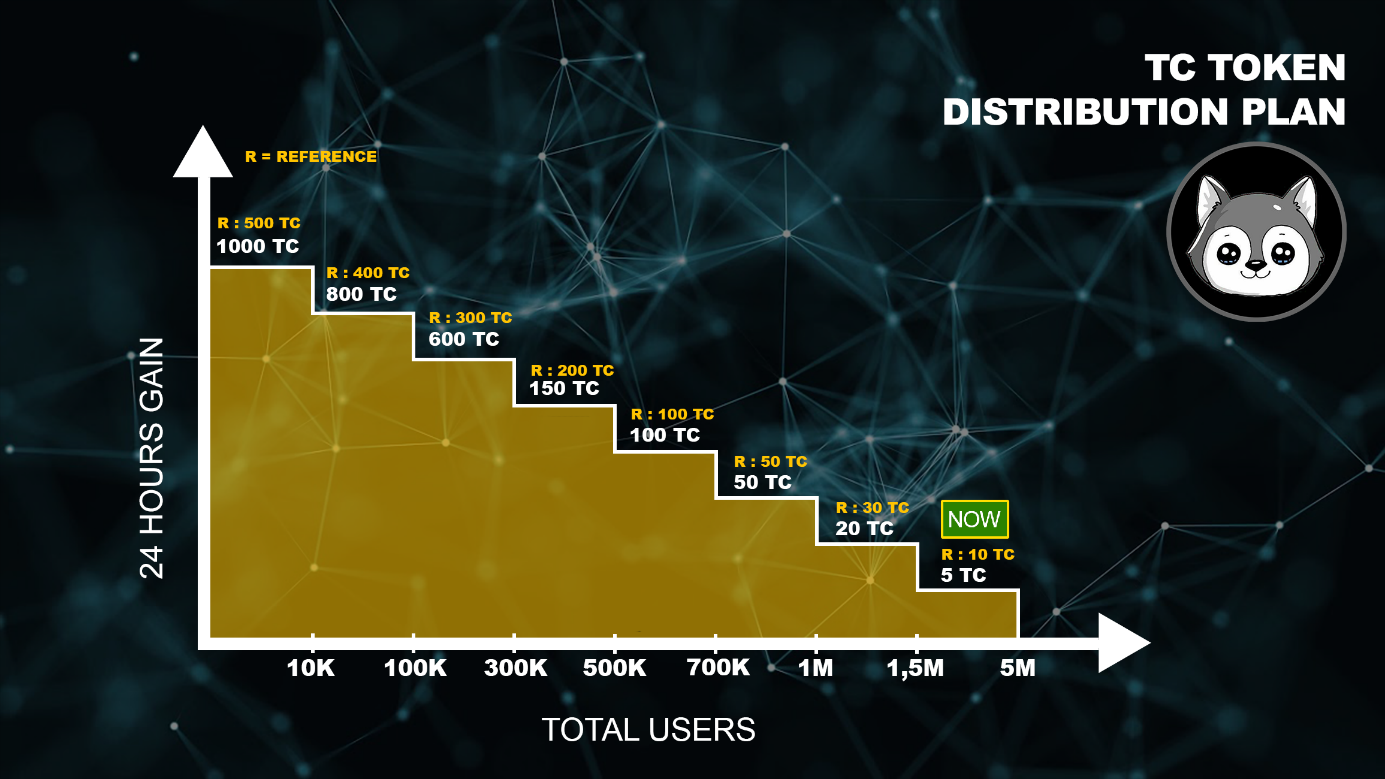 TC TOKEN
DISTRIBUTION PLAN
R = REFERENCE
R : 500 TC
1000 TC
R : 400 TC
800 TC
R : 300 TC
600 TC
R : 200 TC
150 TC
R : 100 TC
100 TC
R : 50 TC
50 TC
R : 30 TC
20 TC
NOW
R : 10 TC
5 TC
24 HOURS GAIN
10K 100K 300K 500K 700K 1M 1,5M 5M
TOTAL USERS